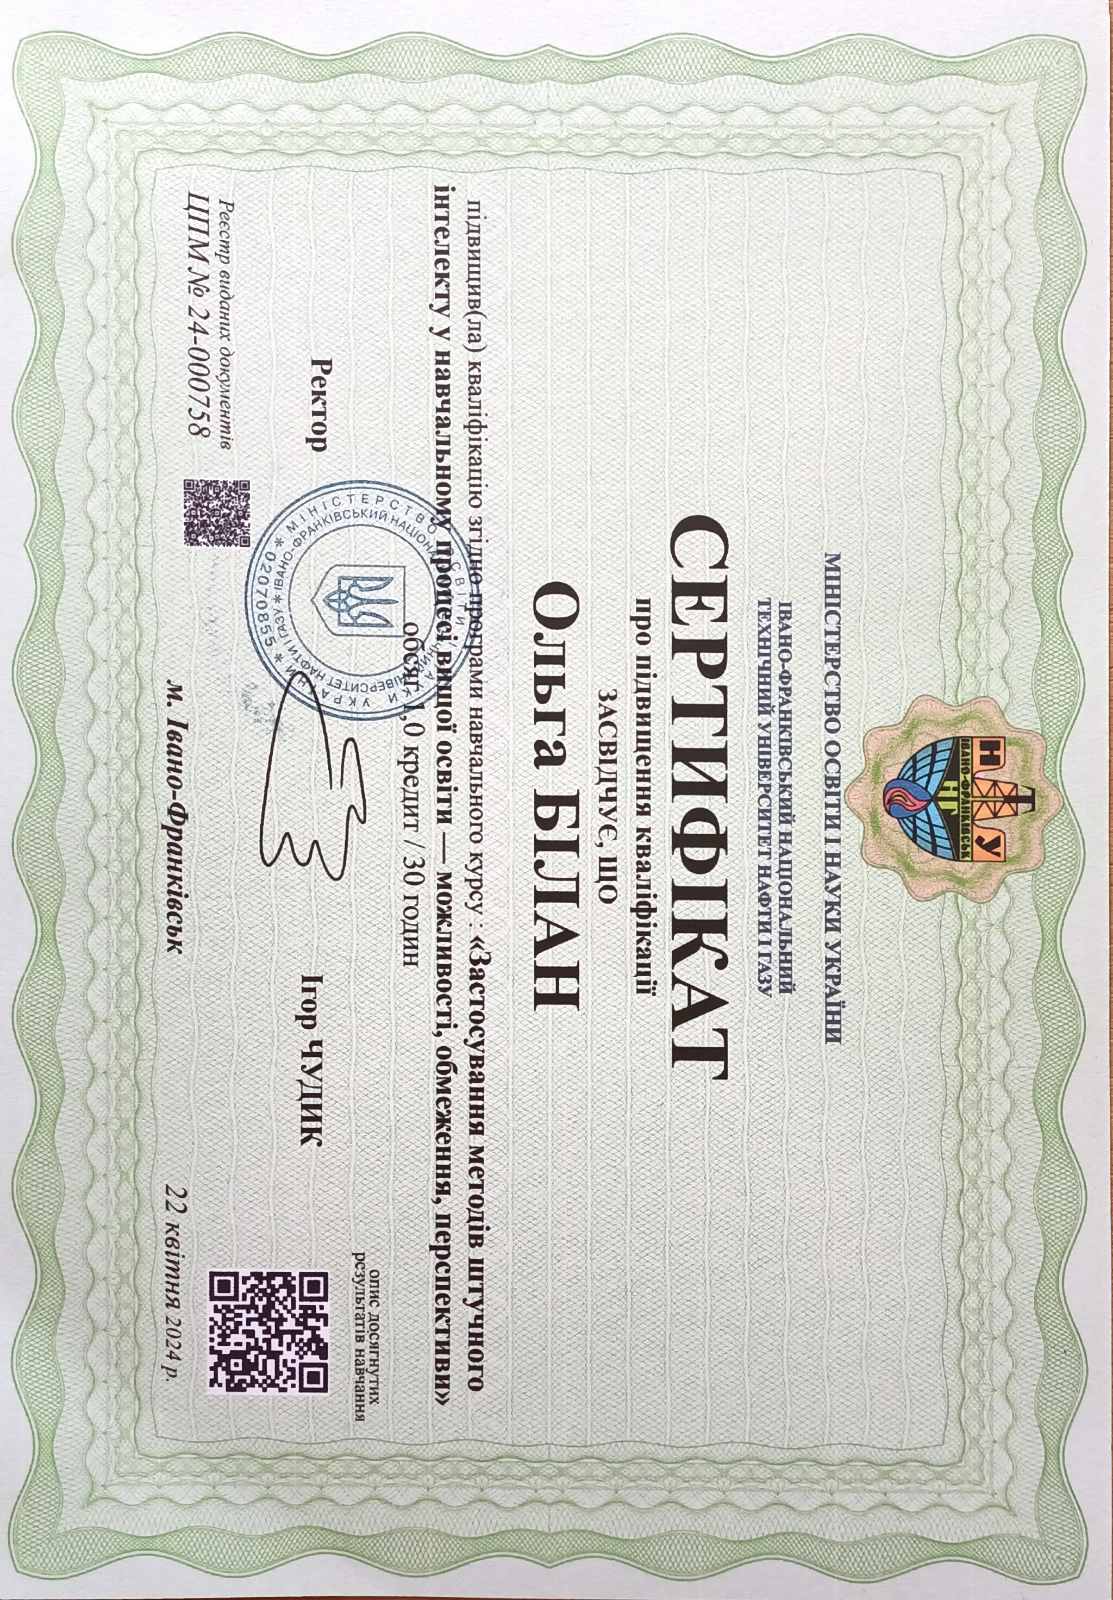 Т
Н У
ІВАНО-ФРАНКІВСЬК
НГ
МІНІСТЕРСТВО ОСВІТИ І НАУКИ УКРАЇНИ
ІВАНО-ФРАНКІВСЬКИЙ НАЦІОНАЛЬНИЙ
ТЕХНІЧНИЙ УНІВЕРСИТЕТ НАФТИ І ГАЗУ
СЕРТИФІКАТ
про підвищення кваліфікації
ЗАСВІДЧУЄ, ЩО
Ольга БІЛАН
підвищив(ла) кваліфікацію згідно програми навчального курсу : «Застосування методів штучного
інтелекту у навчальному процесі вищої освіти — можливості, обмеження, перспективи»
обсяг 1,0 кредит / 30 годин
опис досягнутих
результатів навчання
Ректор
Ігор ЧУДИК
МІНІСТЕРСТВО ОСВІТИ І НАУКИ УКРАЇНИ
ІВАНО-ФРАНКІВСЬКИЙ НАЦІОНАЛЬНИЙ ТЕХНІЧНИЙ УНІВЕРСИТЕТ НАФТИ І ГАЗУ
* 02070855 *
Реєстр виданих документів
ЦПМ № 24-000758
м. Івано-Франківськ
22 квітня 2024 р.